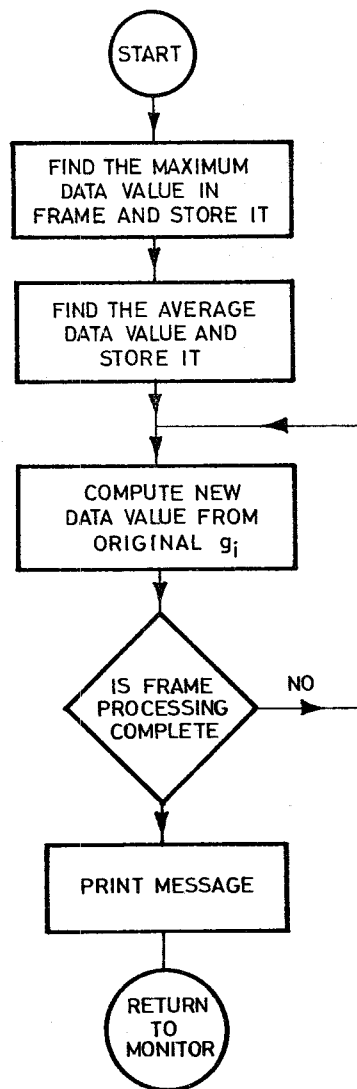 START
FIND THE MAXIMUM
DATA VALUE IN
FRAME AND STORE IT
FIND THE AVERAGE
DATA VALUE AND
STORE IT
COMPUTE NEW
DATA VALUE FROM
ORIGINAL gi
IS FRAME
PROCESSING
COMPLETE
NO
PRINT MESSAGE
RETURN
TO
MONITOR